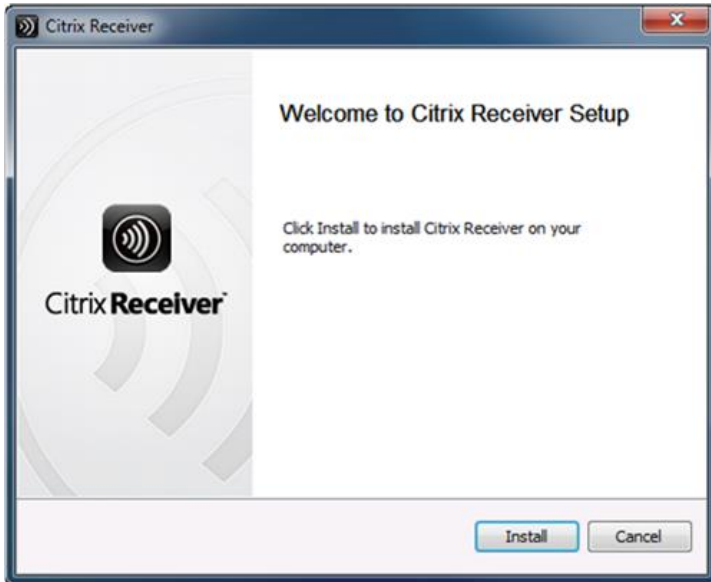 Citrix Receiver
Welcome to Citrix Receiver Setup
Click Install to install Citrix Receiver on your
computer.
Citrix Receiver™
Install
Cancel